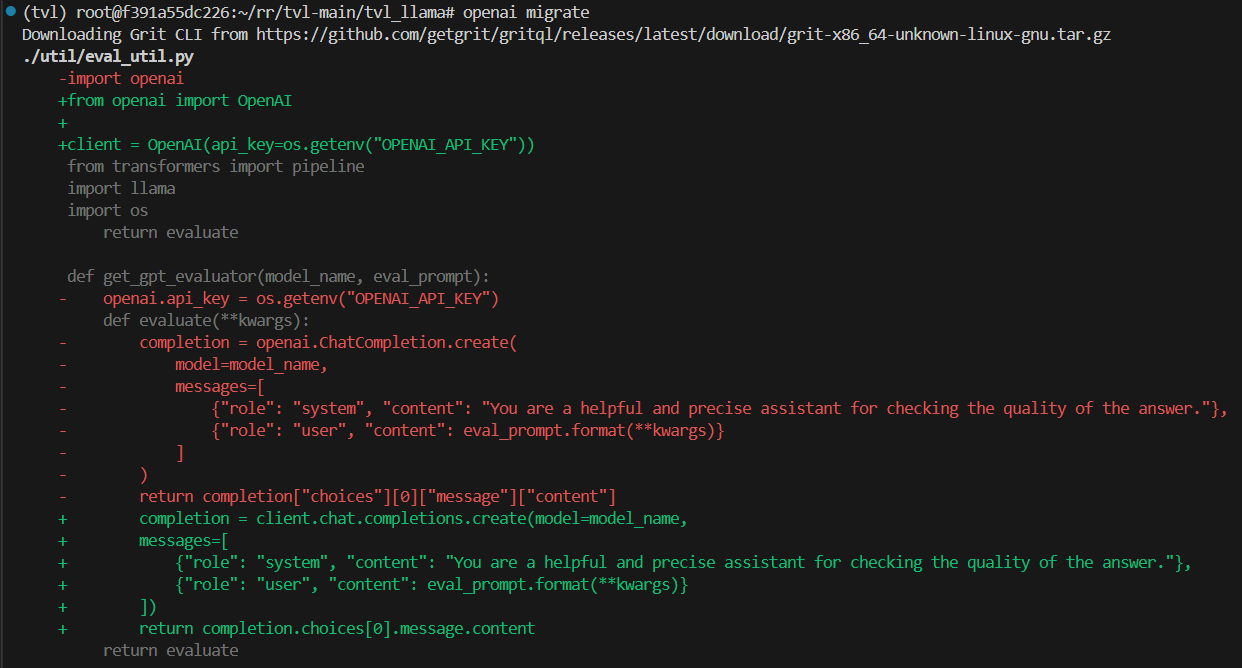 (tvl) root@f391a55dc226:~/rr/tvl-main/tvl_llama# openai migrate
Downloading Grit CLI from https://github.com/getgrit/gritql/releases/latest/download/grit-x86_64-unknown-linux-gnu.tar.gz
./util/eval_util.py
    -import openai
    +from openai import OpenAI
    +
    +client = OpenAI(api_key=os.getenv("OPENAI_API_KEY"))
     from transformers import pipeline
     import llama
     import os
         return evaluate

     def get_gpt_evaluator(model_name, eval_prompt):
    -    openai.api_key = os.getenv("OPENAI_API_KEY")
         def evaluate(**kwargs):
    -        completion = openai.ChatCompletion.create(
    -            model=model_name,
    -            messages=[
    -                {"role": "system", "content": "You are a helpful and precise assistant for checking the quality of the answer."},
    -                {"role": "user", "content": eval_prompt.format(**kwargs)}
    -            ]
    -        )
    -        return completion["choices"][0]["message"]["content"]
    +        completion = client.chat.completions.create(model=model_name,
    +        messages=[
    +            {"role": "system", "content": "You are a helpful and precise assistant for checking the quality of the answer."},
    +            {"role": "user", "content": eval_prompt.format(**kwargs)}
    +        ])
    +        return completion.choices[0].message.content
         return evaluate